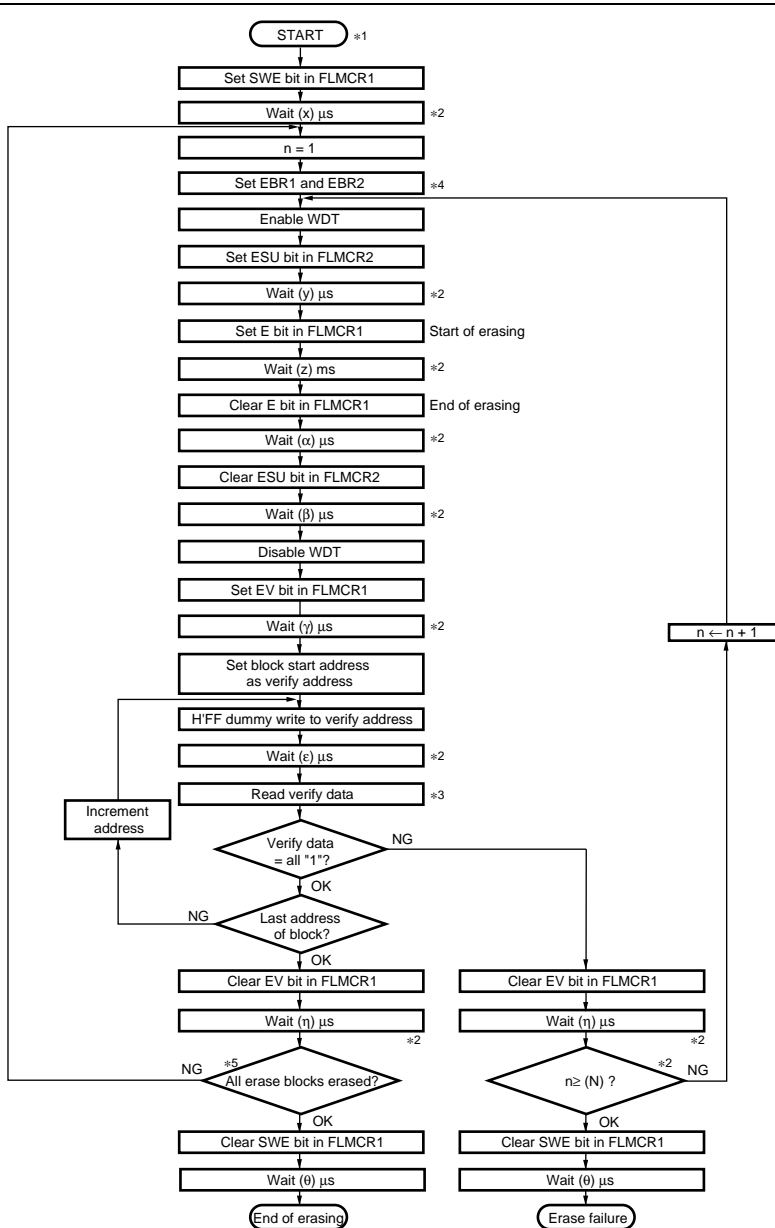 START
*1
Set SWE bit in FLMCR1
Wait (x) µs
*2
n = 1
Set EBR1 and EBR2
*4
Enable WDT
Set ESU bit in FLMCR2
Wait (y) µs
*2
Set E bit in FLMCR1
Start of erasing
Wait (z) ms
*2
Clear E bit in FLMCR1
End of erasing
Wait (α) µs
*2
Clear ESU bit in FLMCR2
Wait (β) µs
*2
Disable WDT
Set EV bit in FLMCR1
Wait (γ) µs
*2
n ← n + 1
Set block start address
as verify address
H'FF dummy write to verify address
Wait (ε) µs
*2
Read verify data
*3
Increment
address
Verify data
= all "1"?
NG
OK
NG
Last address
of block?
OK
Clear EV bit in FLMCR1
Clear EV bit in FLMCR1
Wait (η) µs
Wait (η) µs
*2
*2
NG
*5
All erase blocks erased?
*2
n≥ (N) ?
NG
OK
OK
Clear SWE bit in FLMCR1
Clear SWE bit in FLMCR1
Wait (θ) µs
Wait (θ) µs
End of erasing
Erase failure